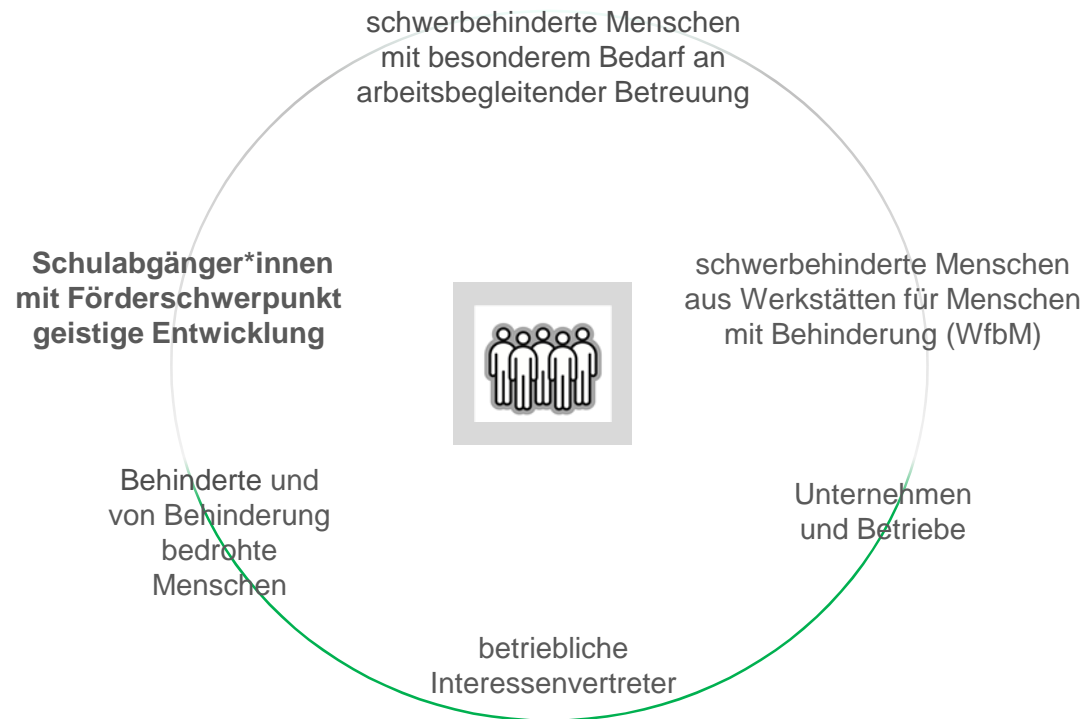 schwerbehinderte Menschen
mit besonderem Bedarf an
arbeitsbegleitender Betreuung
Schulabgänger*innen
mit Förderschwerpunkt
geistige Entwicklung
schwerbehinderte Menschen
aus Werkstätten für Menschen
mit Behinderung (WfbM)
Behinderte und
von Behinderung
bedrohte
Menschen
Unternehmen
und Betriebe
betriebliche
Interessenvertreter